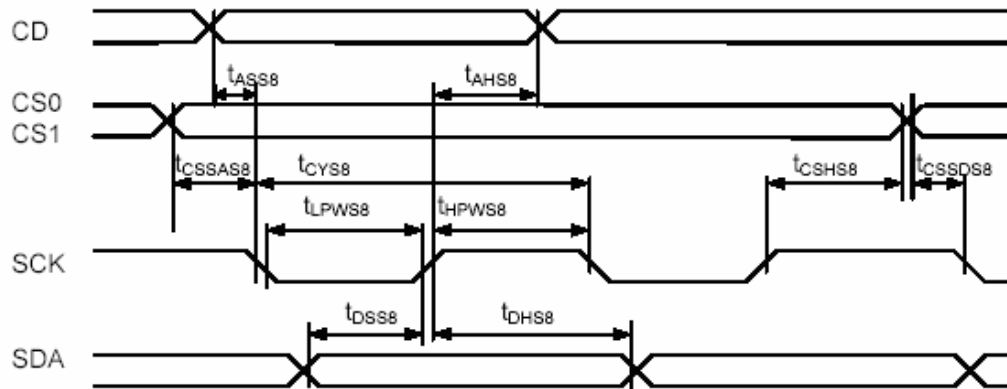 CD
tASS8 tAHS8
CS0
CS1
tCSSAS8 tCYS8 tCSHS8 tCSSDS8
tLPWS8 tHPWS8
SCK
tDSS8 tDHS8
SDA